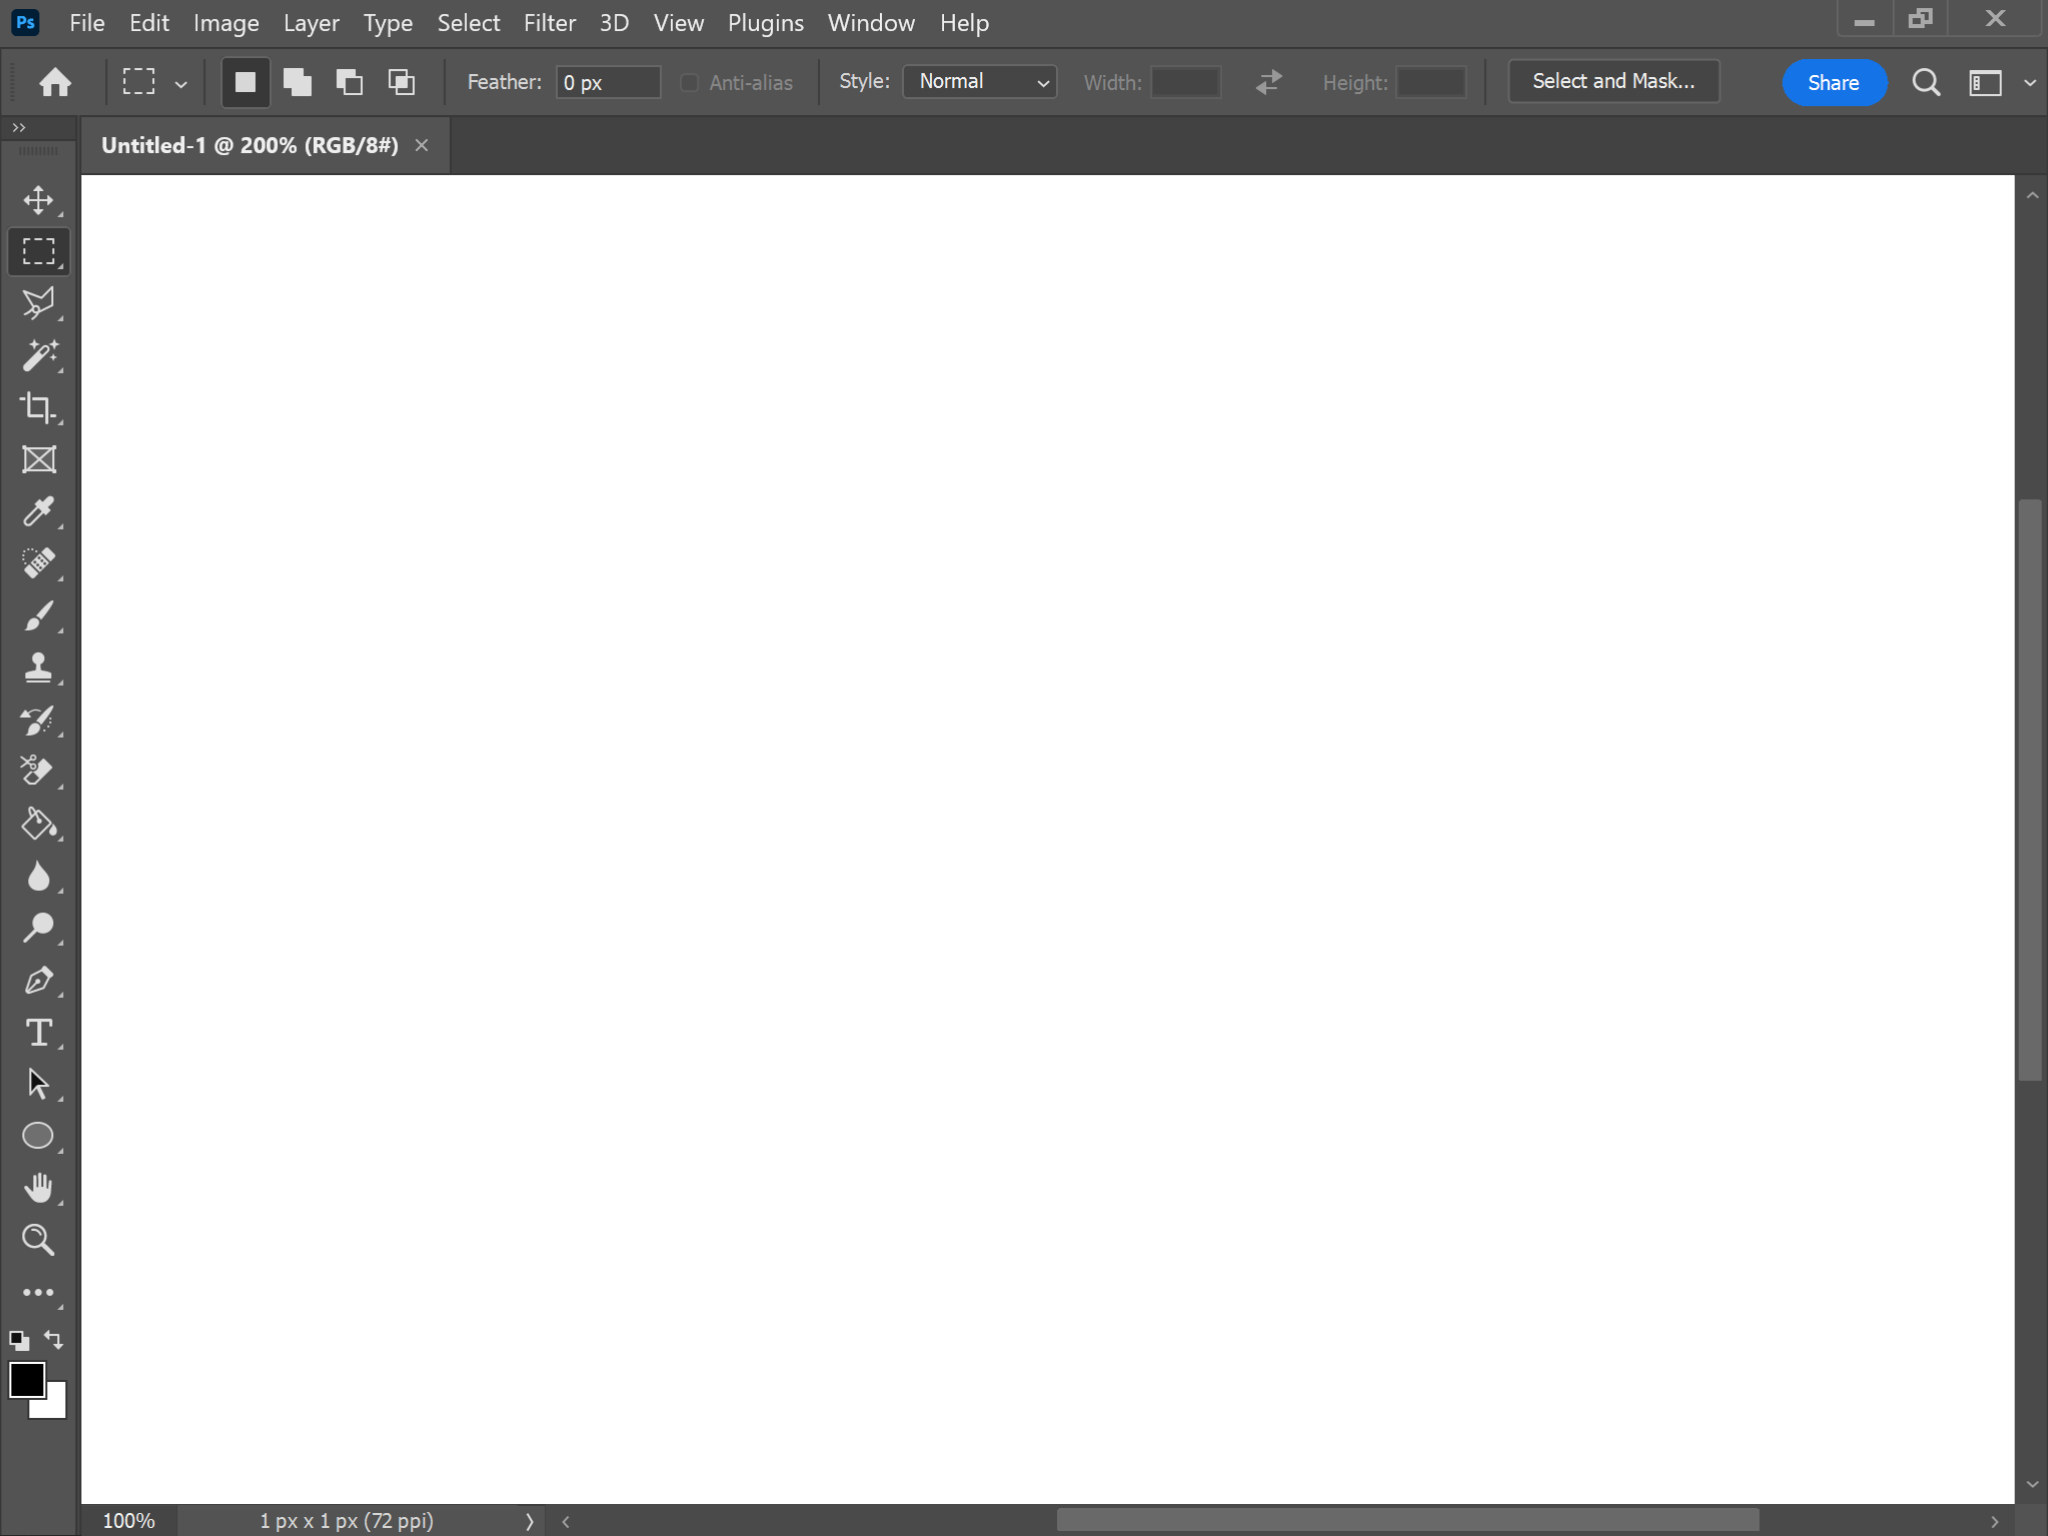 Ps File Edit Image Layer Type Select Filter 3D View Plugins Window Help
Feather: 0 px Anti-alias Style: Normal Width: Height: Select and Mask... Share
Untitled-1 @ 200% (RGB/8#)
100% 1 px x 1 px (72 ppi)